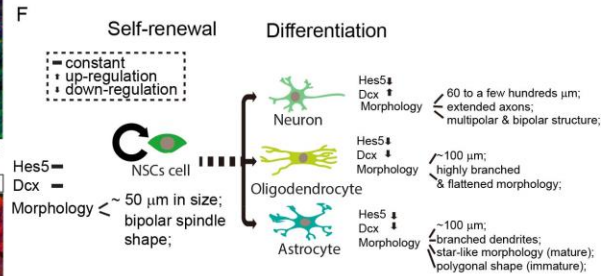 F
Self-renewal
Differentiation
constant
up-regulation
down-regulation
NSCs cell
Hes5
Dcx
Morphology
~ 50 μm in size;
bipolar spindle
shape;
Neuron
Hes5
Dcx
Morphology
60 to a few hundreds μm;
extended axons;
multipolar & bipolar structure;
Oligodendrocyte
Hes5
Dcx
Morphology
~100 μm;
highly branched
& flattened morphology;
Astrocyte
Hes5
Dcx
Morphology
~100 μm;
branched dendrites;
star-like morphology (mature);
polygonal shape (immature);